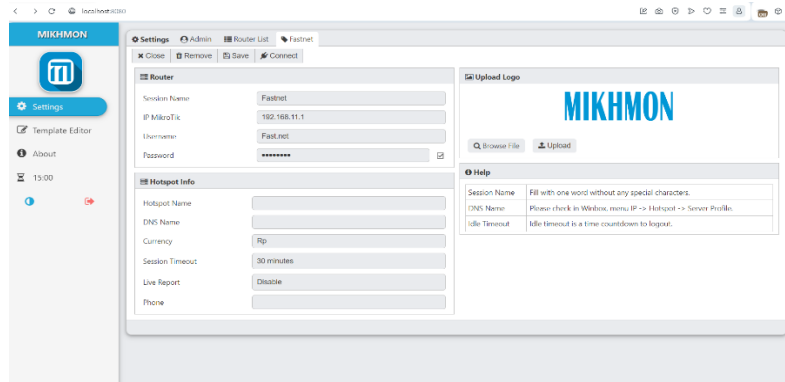 localhost:8080
MIKHMON
Settings
Template Editor
About
15:00
Settings Admin Router List Fastnet
Close Remove Save Connect
Router
Session Name Fastnet
IP MikroTik 192.168.11.1
Username Fast.net
Password ••••••••
Hotspot Info
Hotspot Name
DNS Name
Currency Rp
Session Timeout 30 minutes
Live Report Disable
Phone
Upload Logo
MIKHMON
Browse File Upload
Help
Session Name Fill with one word without any special characters.
DNS Name Please check in Winbox, menu IP -> Hotspot -> Server Profile.
Idle Timeout Idle timeout is a time countdown to logout.